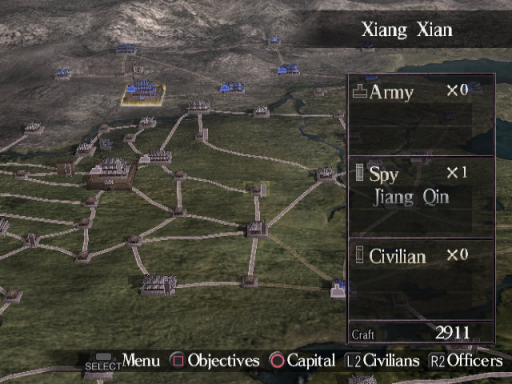 Xiang Xian
Army ×0
Spy ×1
Jiang Qin
Civilian ×0
Craft 2911
SELECT Menu Objectives Capital L2 Civilians R2 Officers